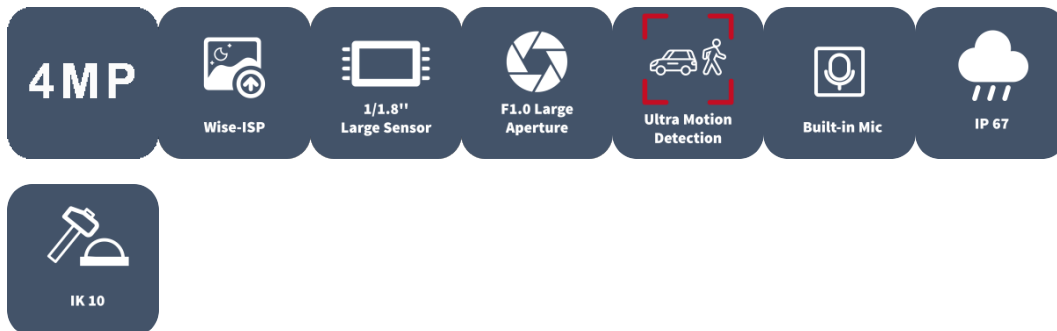 4MP
Wise-ISP
1/1.8''
Large Sensor
F1.0 Large
Aperture
Ultra Motion
Detection
Built-in Mic
IP 67
IK 10